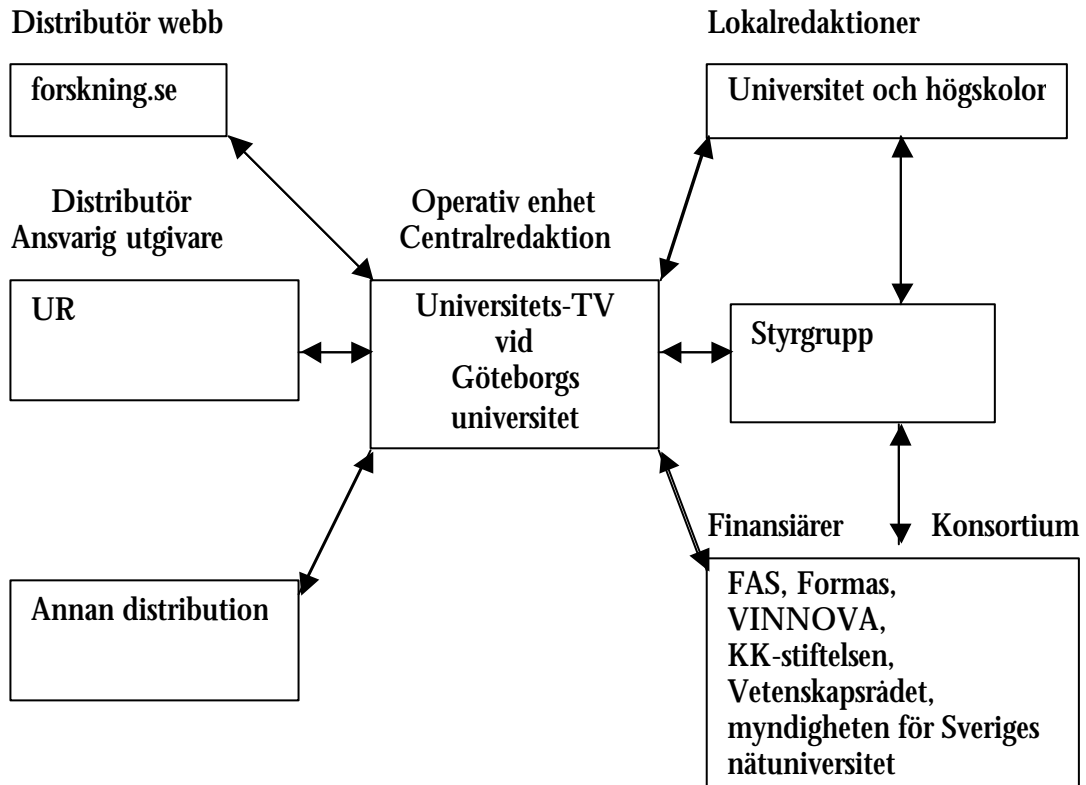 Distributör webb
Lokalredaktioner
forskning.se
Universitet och högskolor
Distributör
Ansvarig utgivare
Operativ enhet
Centralredaktion
UR
Universitets-TV
vid
Göteborgs
universitet
Styrgrupp
Annan distribution
Finansiärer
Konsortium
FAS, Formas,
VINNOVA,
KK-stiftelsen,
Vetenskapsrådet,
myndigheten för Sveriges
nätuniversitet